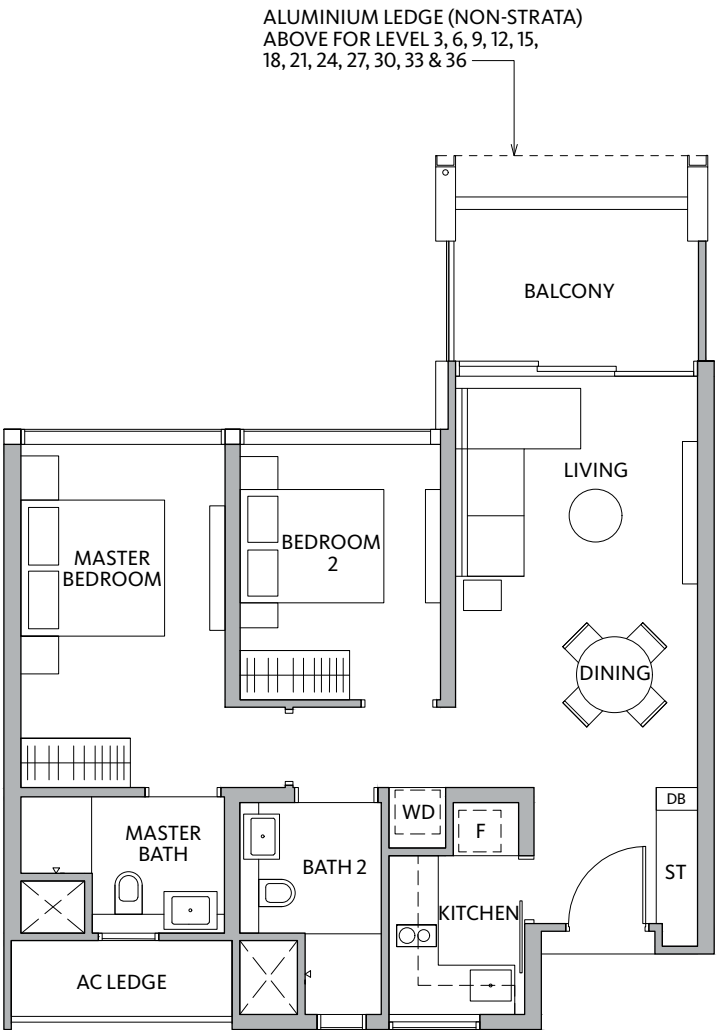 ALUMINIUM LEDGE (NON-STRATA)
ABOVE FOR LEVEL 3, 6, 9, 12, 15,
18, 21, 24, 27, 30, 33 & 36
BALCONY
LIVING
MASTER
BEDROOM
BEDROOM
2
DINING
DB
WD
F
MASTER
BATH
BATH 2
ST
KITCHEN
AC LEDGE